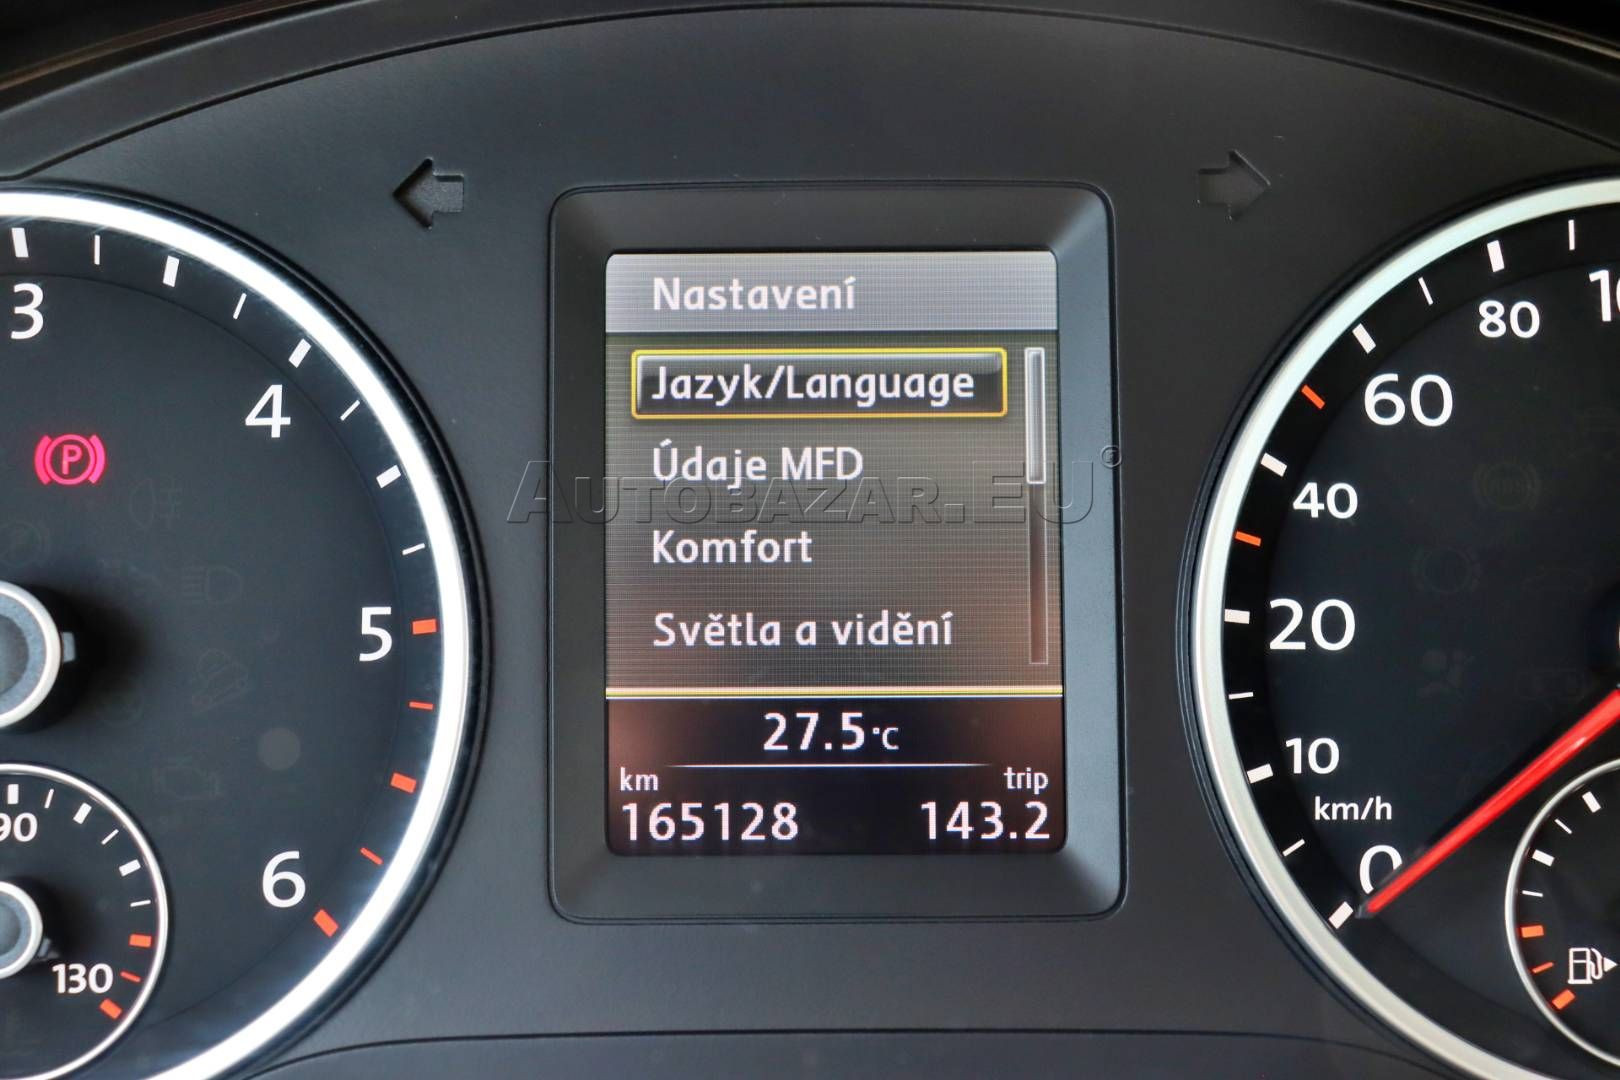 Nastavení
Jazyk/Language
Údaje MFD
Komfort
Světla a vidění
27.5°C
km
trip
165128
143.2
AUTOBAZAR.EU©
3
4
5
6
P
90
130
80
60
40
20
10
km/h
0